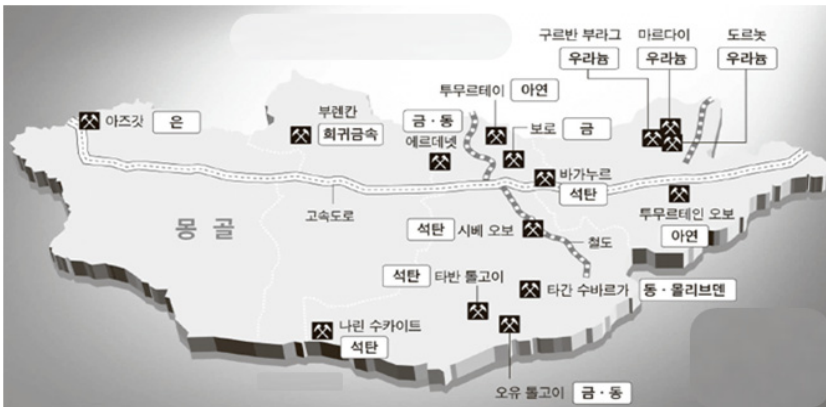 구르반 부라그 마르다이 도르놋
우라늄 우라늄 우라늄
투무르테이 아연
부렌칸
희귀금속
금·동
에르데넷
보로 금
아즈갓 은
바가누르
석탄
고속도로
몽골
석탄 시베 오보
철도
투무르테인 오보
아연
석탄 타반 톨고이
타간 수바르가 동·몰리브덴
나린 수카이트
석탄
오유 톨고이 금·동